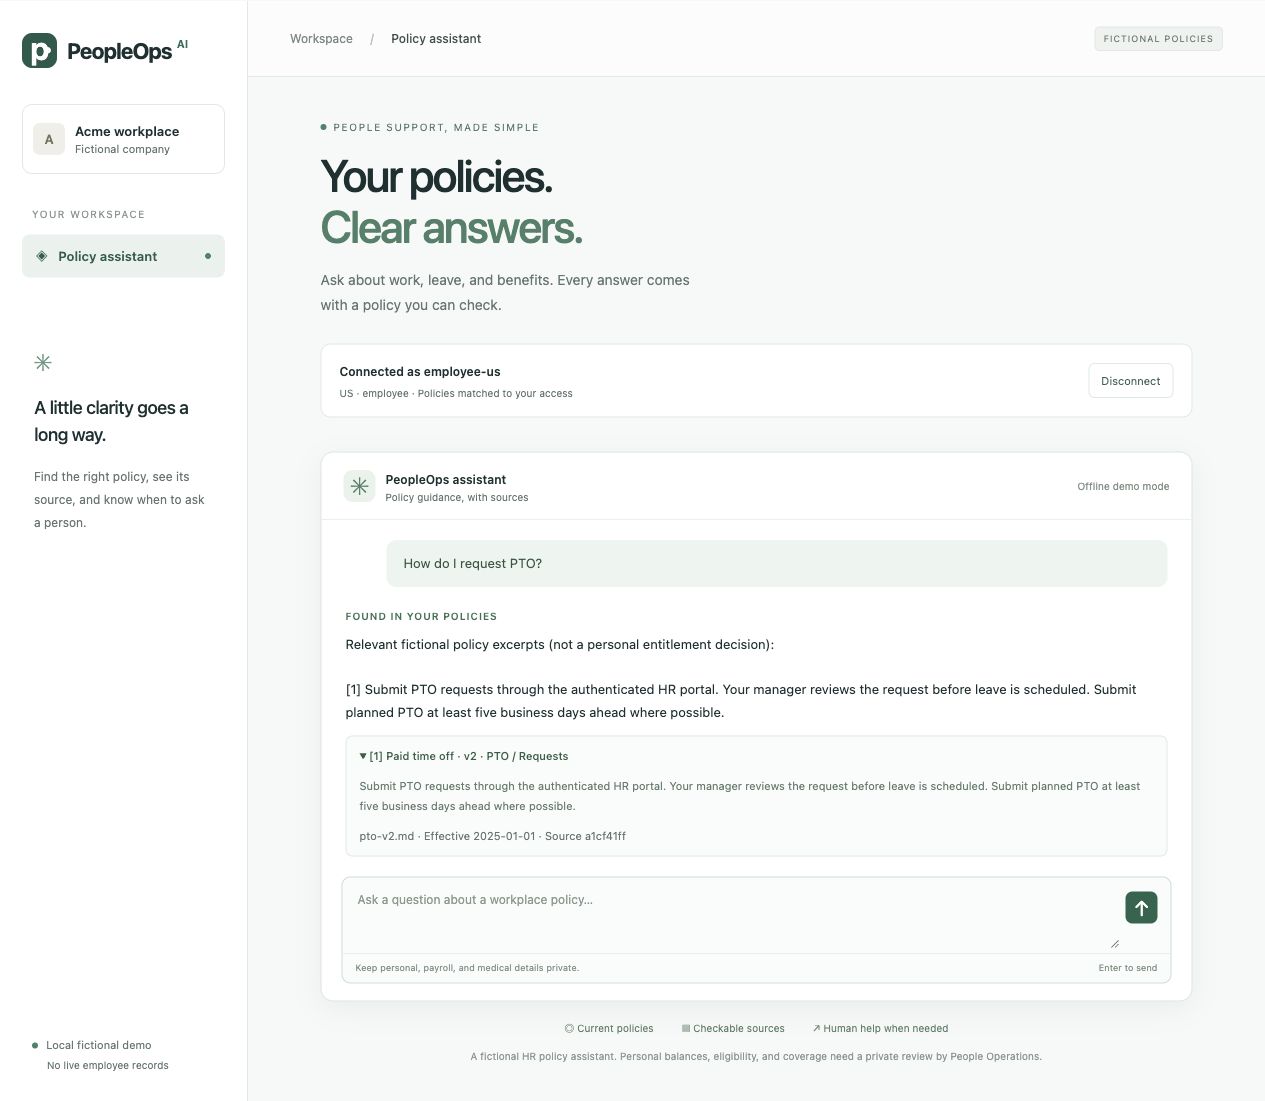 PeopleOps AI
A
Acme workplace
Fictional company
YOUR WORKSPACE
Policy assistant
A little clarity goes a
long way.
Find the right policy, see its
source, and know when to ask
a person.
Local fictional demo
No live employee records
Workspace / Policy assistant
FICTIONAL POLICIES
PEOPLE SUPPORT, MADE SIMPLE
Your policies.
Clear answers.
Ask about work, leave, and benefits. Every answer comes
with a policy you can check.
Connected as employee-us
US · employee · Policies matched to your access
Disconnect
PeopleOps assistant
Policy guidance, with sources
Offline demo mode
How do I request PTO?
FOUND IN YOUR POLICIES
Relevant fictional policy excerpts (not a personal entitlement decision):
[1] Submit PTO requests through the authenticated HR portal. Your manager reviews the request before leave is scheduled. Submit
planned PTO at least five business days ahead where possible.
▼ [1] Paid time off · v2 · PTO / Requests
Submit PTO requests through the authenticated HR portal. Your manager reviews the request before leave is scheduled. Submit planned PTO at least
five business days ahead where possible.
pto-v2.md · Effective 2025-01-01 · Source a1cf41ff
Ask a question about a workplace policy...
Keep personal, payroll, and medical details private.
Enter to send
◎ Current policies ▤ Checkable sources ↗ Human help when needed
A fictional HR policy assistant. Personal balances, eligibility, and coverage need a private review by People Operations.